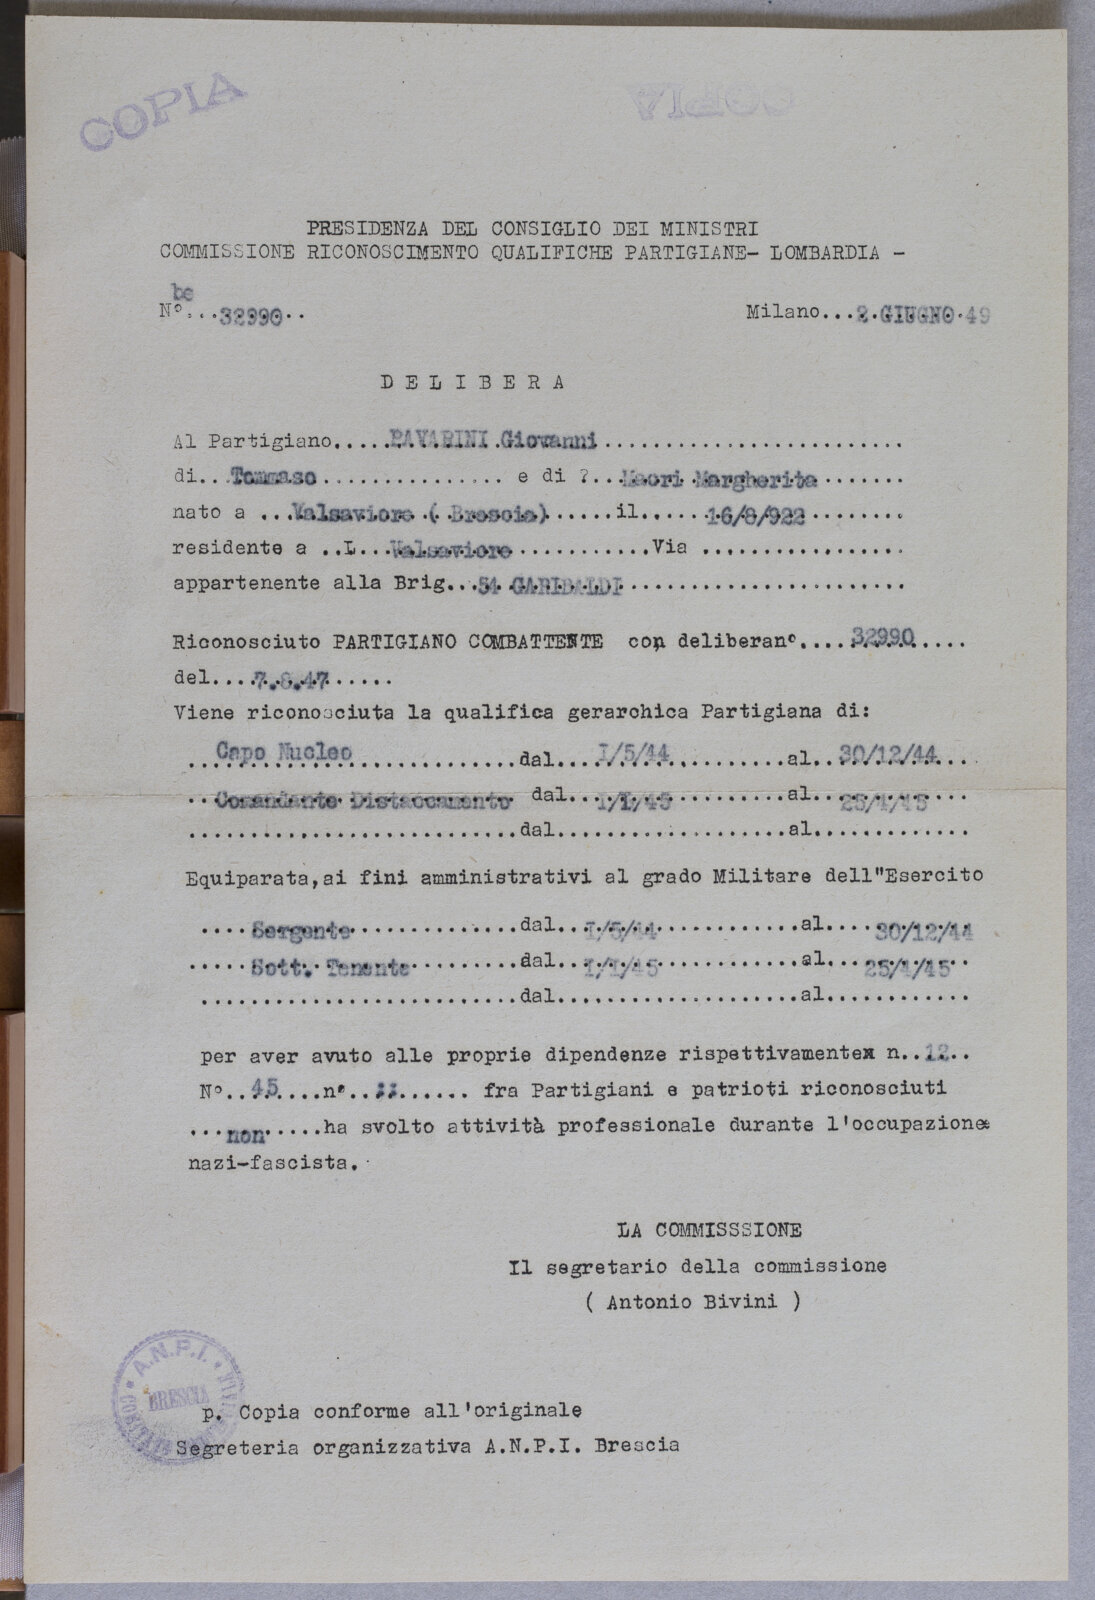 COPIA
COPIA
PRESIDENZA DEL CONSIGLIO DEI MINISTRI
COMMISSIONE RICONOSCIMENTO QUALIFICHE PARTIGIANE- LOMBARDIA -
be
N°...32990.. Milano...2.GIUGNO.49
D E L I B E R A
Al Partigiano.....PAVARINI Giovanni.........................
di...Tommaso............... e di ?...Maori Margherita.......
nato a ...Valsaviore (Brescia).....il.....16/8/922........
residente a ..L...Valsaviore...........Via .................
appartenente alla Brig...54 GARIBALDI.......................
Riconosciuto PARTIGIANO COMBATTENTE con deliberan°....32990.....
del....7.8.47......
Viene riconosciuta la qualifica gerarchica Partigiana di:
...Capo Nucleo.............dal....I/5/44..........al..30/12/44...
...Comandante Distaccamento dal...I/I/45..........al..25/4/45...
...........................dal...................al.............
Equiparata,ai fini amministrativi al grado Militare dell"Esercito
....Sergente..............dal...I/5/44............al....30/12/44
.....Sott. Tenente.........dal...I/I/45............al...25/4/45..
..........................dal....................al............
per aver avuto alle proprie dipendenze rispettivamentex n..12..
N°..45....n°..::...... fra Partigiani e patrioti riconosciuti
...non.....ha svolto attività professionale durante l'occupazione
nazi-fascista.
LA COMMISSSIONE
Il segretario della commissione
( Antonio Bivini )
A.N.P.I.
BRESCIA
p. Copia conforme all'originale
Segreteria organizzativa A.N.P.I. Brescia